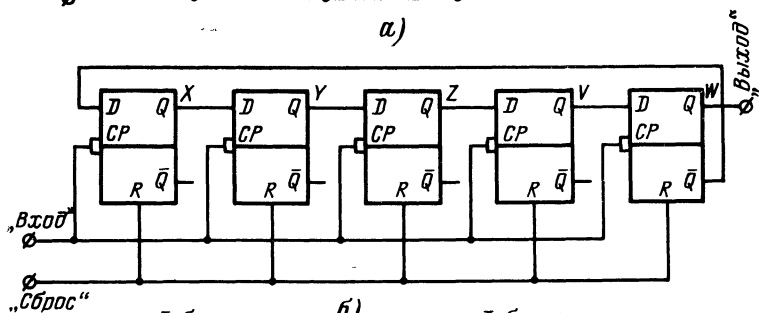 а)
X Y Z V W „Выход“
D Q D Q D Q D Q D Q
CP CP CP CP CP
R Q̄ R Q̄ R Q̄ R Q̄ R Q̄
„Вход“
„Сброс“
б)